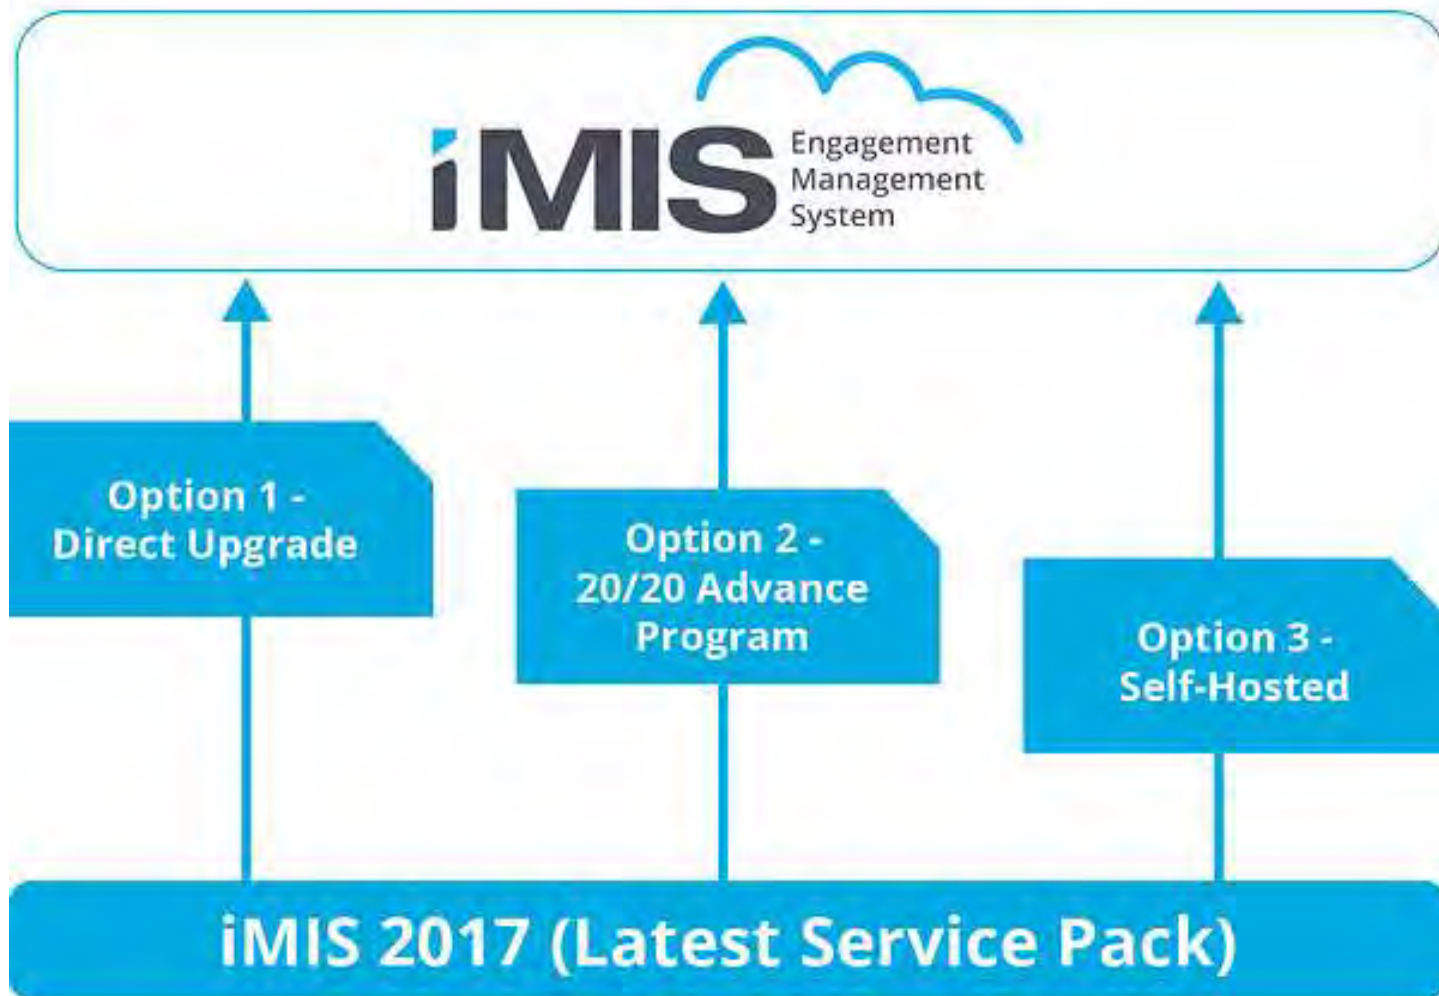 iMIS
Engagement
Management
System
Option 1 -
Direct Upgrade
Option 2 -
20/20 Advance
Program
Option 3 -
Self-Hosted
iMIS 2017 (Latest Service Pack)